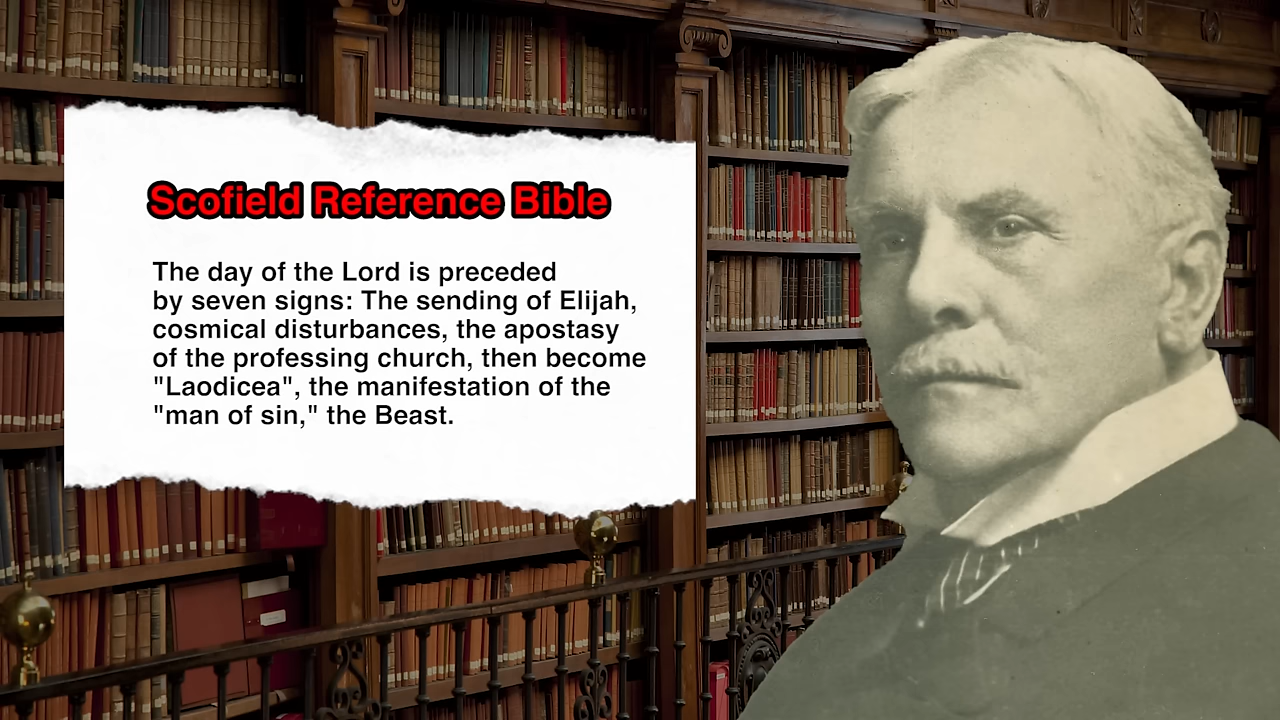 Scofield Reference Bible
The day of the Lord is preceded
by seven signs: The sending of Elijah,
cosmical disturbances, the apostasy
of the professing church, then become
"Laodicea", the manifestation of the
"man of sin," the Beast.